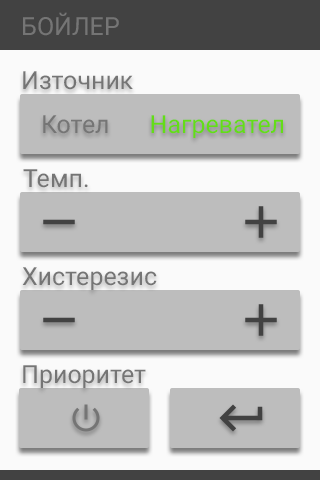 БОЙЛЕР
Източник
Котел Нагревател
Темп.
Хистерезис
Приоритет